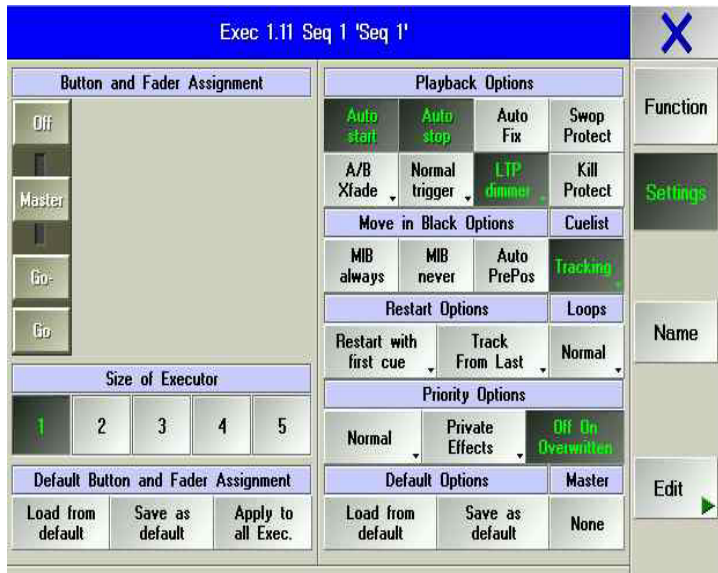 Exec 1.11 Seq 1 'Seq 1'
X
Button and Fader Assignment
Off
Master
Go-
Go
Size of Executor
1 2 3 4 5
Default Button and Fader Assignment
Load from
default
Save as
default
Apply to
all Exec.
Playback Options
Auto
start
Auto
stop
Auto
Fix
Swop
Protect
A/B
Xfade
Normal
trigger
LTP
dimmer
Kill
Protect
Move in Black Options
Cuelist
MIB
always
MIB
never
Auto
PrePos
Tracking
Restart Options
Loops
Restart with
first cue
Track
From Last
Normal
Priority Options
Normal
Private
Effects
Off On
Overwritten
Default Options
Master
Load from
default
Save as
default
None
Function
Settings
Name
Edit